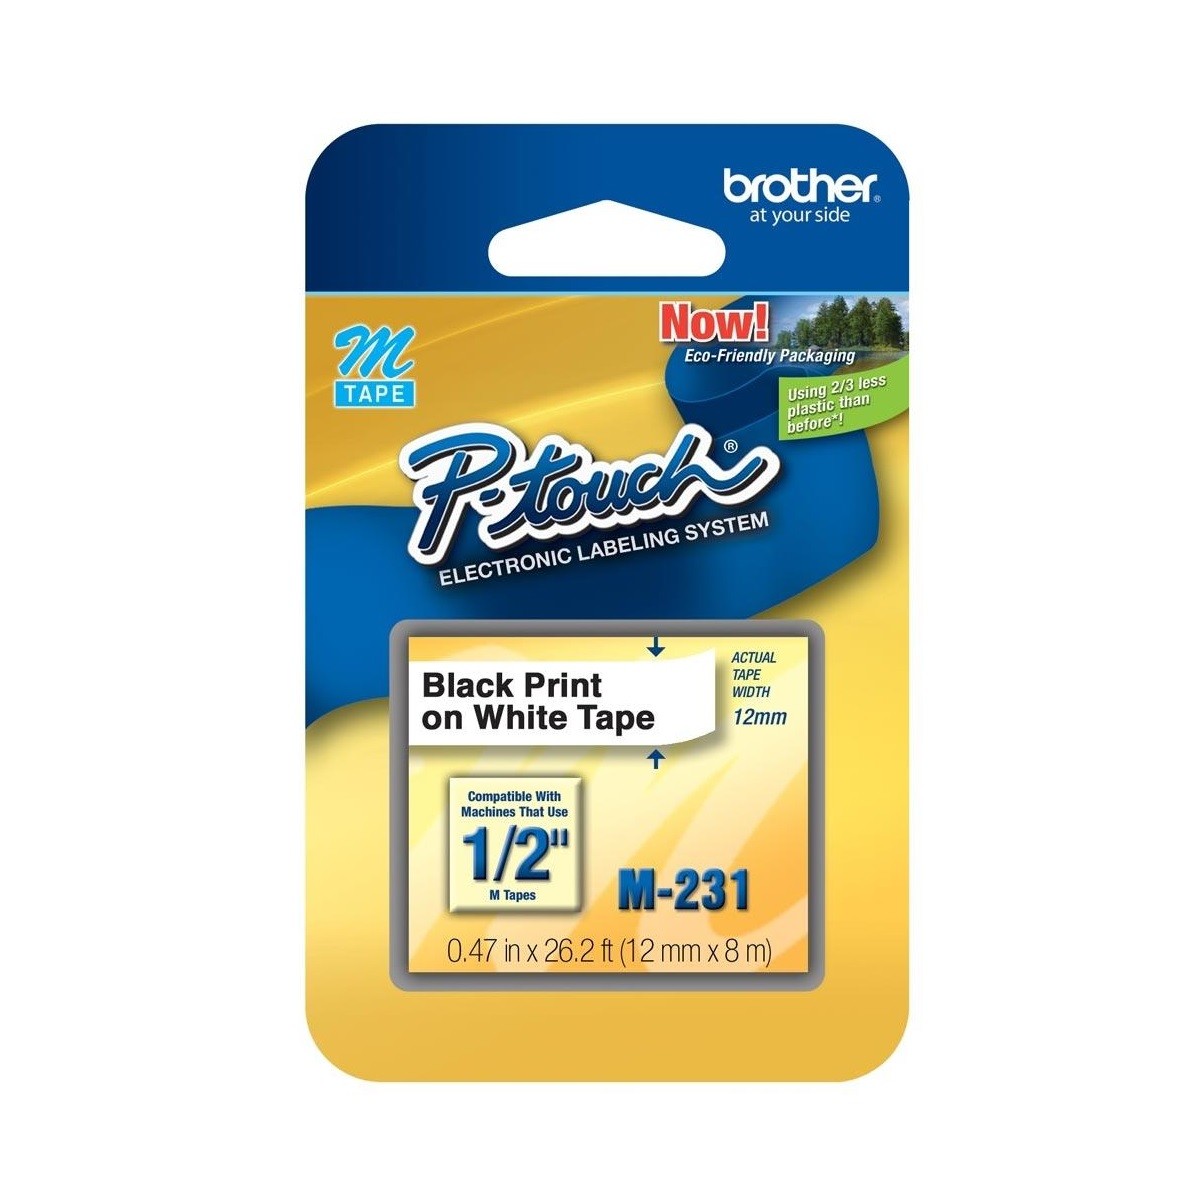 brother®
at your side
Now!
Eco-Friendly Packaging
Using 2/3 less
plastic than
before*!
M
TAPE
P-touch®
ELECTRONIC LABELING SYSTEM
Black Print
on White Tape
ACTUAL
TAPE
WIDTH
12mm
Compatible With
Machines That Use
1/2"
M Tapes
M-231
0.47 in x 26.2 ft (12 mm x 8 m)